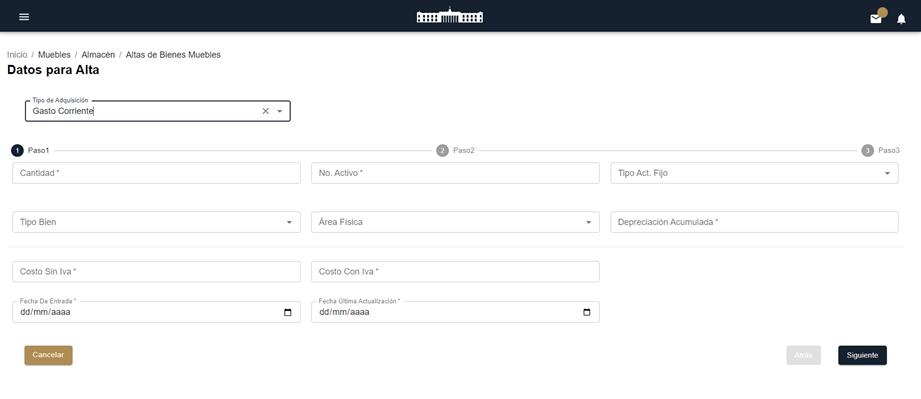 Inicio / Muebles / Almacén / Altas de Bienes Muebles
Datos para Alta
Tipo de Adquisición
Gasto Corriente
1 Paso1 2 Paso2 3 Paso3
Cantidad * No. Activo * Tipo Act. Fijo
Tipo Bien Área Física Depreciación Acumulada *
Costo Sin Iva * Costo Con Iva *
Fecha De Entrada * Fecha Última Actualización *
dd/mm/aaaa dd/mm/aaaa
Cancelar Atrás Siguiente